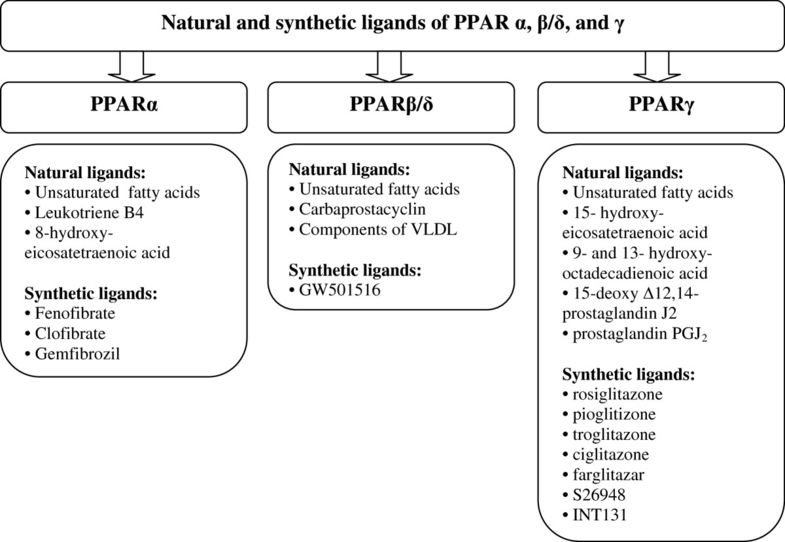 Natural and synthetic ligands of PPAR α, β/δ, and γ
PPARα
PPARβ/δ
PPARγ
Natural ligands:
• Unsaturated fatty acids
• Leukotriene B4
• 8-hydroxy-
eicosatetraenoic acid
Synthetic ligands:
• Fenofibrate
• Clofibrate
• Gemfibrozil
Natural ligands:
• Unsaturated fatty acids
• Carbaprostacyclin
• Components of VLDL
Synthetic ligands:
• GW501516
Natural ligands:
• Unsaturated fatty acids
• 15- hydroxy-
eicosatetraenoic acid
• 9- and 13- hydroxy-
octadecadienoic acid
• 15-deoxy Δ12,14-
prostaglandin J2
• prostaglandin PGJ₂
Synthetic ligands:
• rosiglitazone
• pioglitizone
• troglitazone
• ciglitazone
• farglitazar
• S26948
• INT131